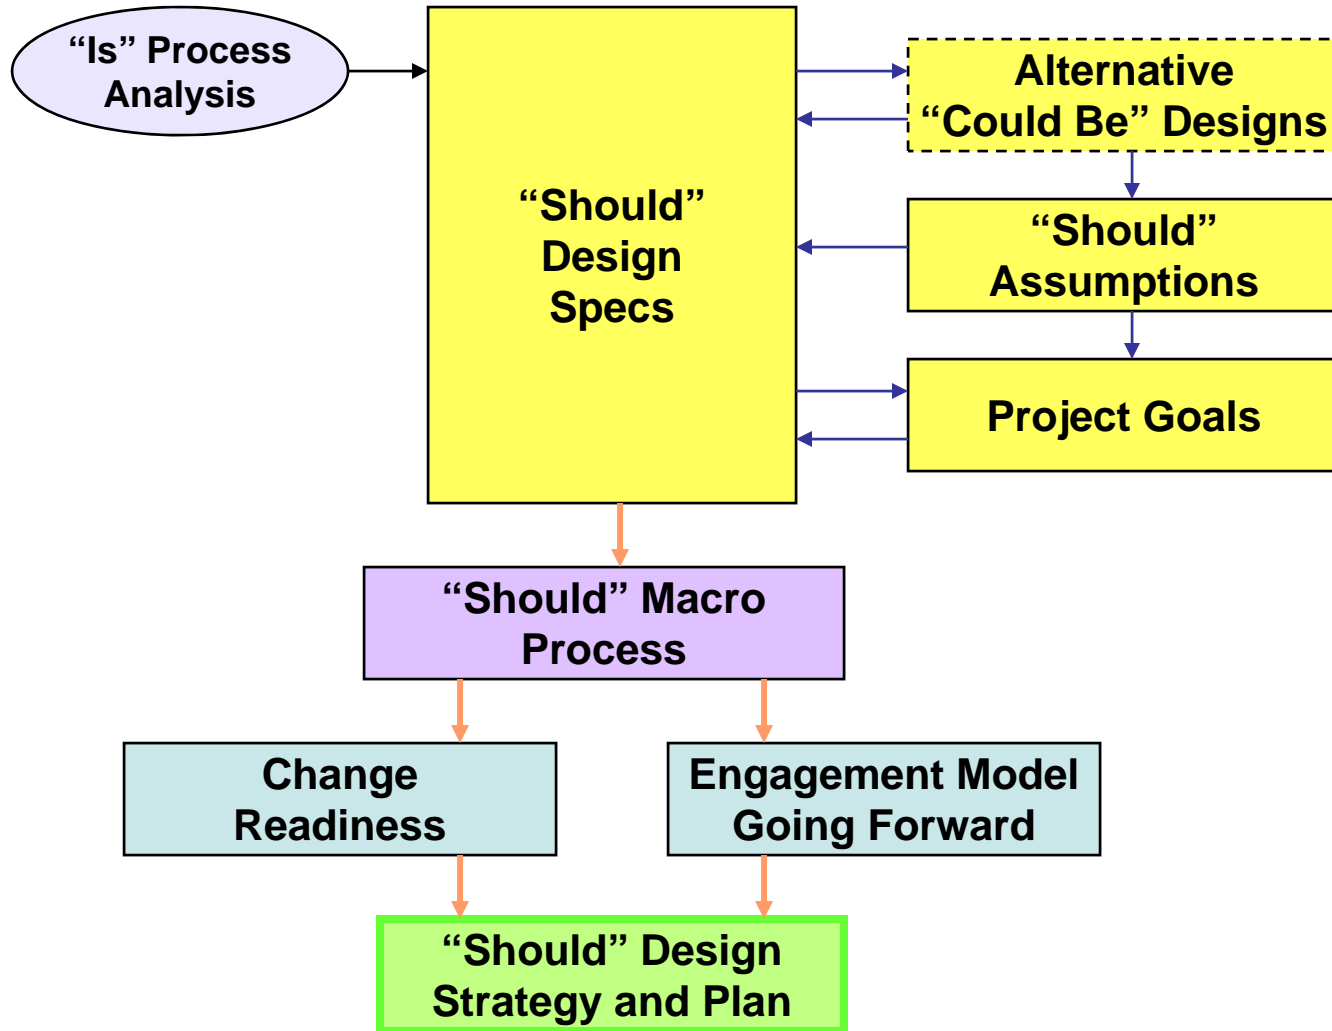 “Is” Process
Analysis
“Should”
Design
Specs
Alternative
“Could Be” Designs
“Should”
Assumptions
Project Goals
“Should” Macro
Process
Change
Readiness
Engagement Model
Going Forward
“Should” Design
Strategy and Plan